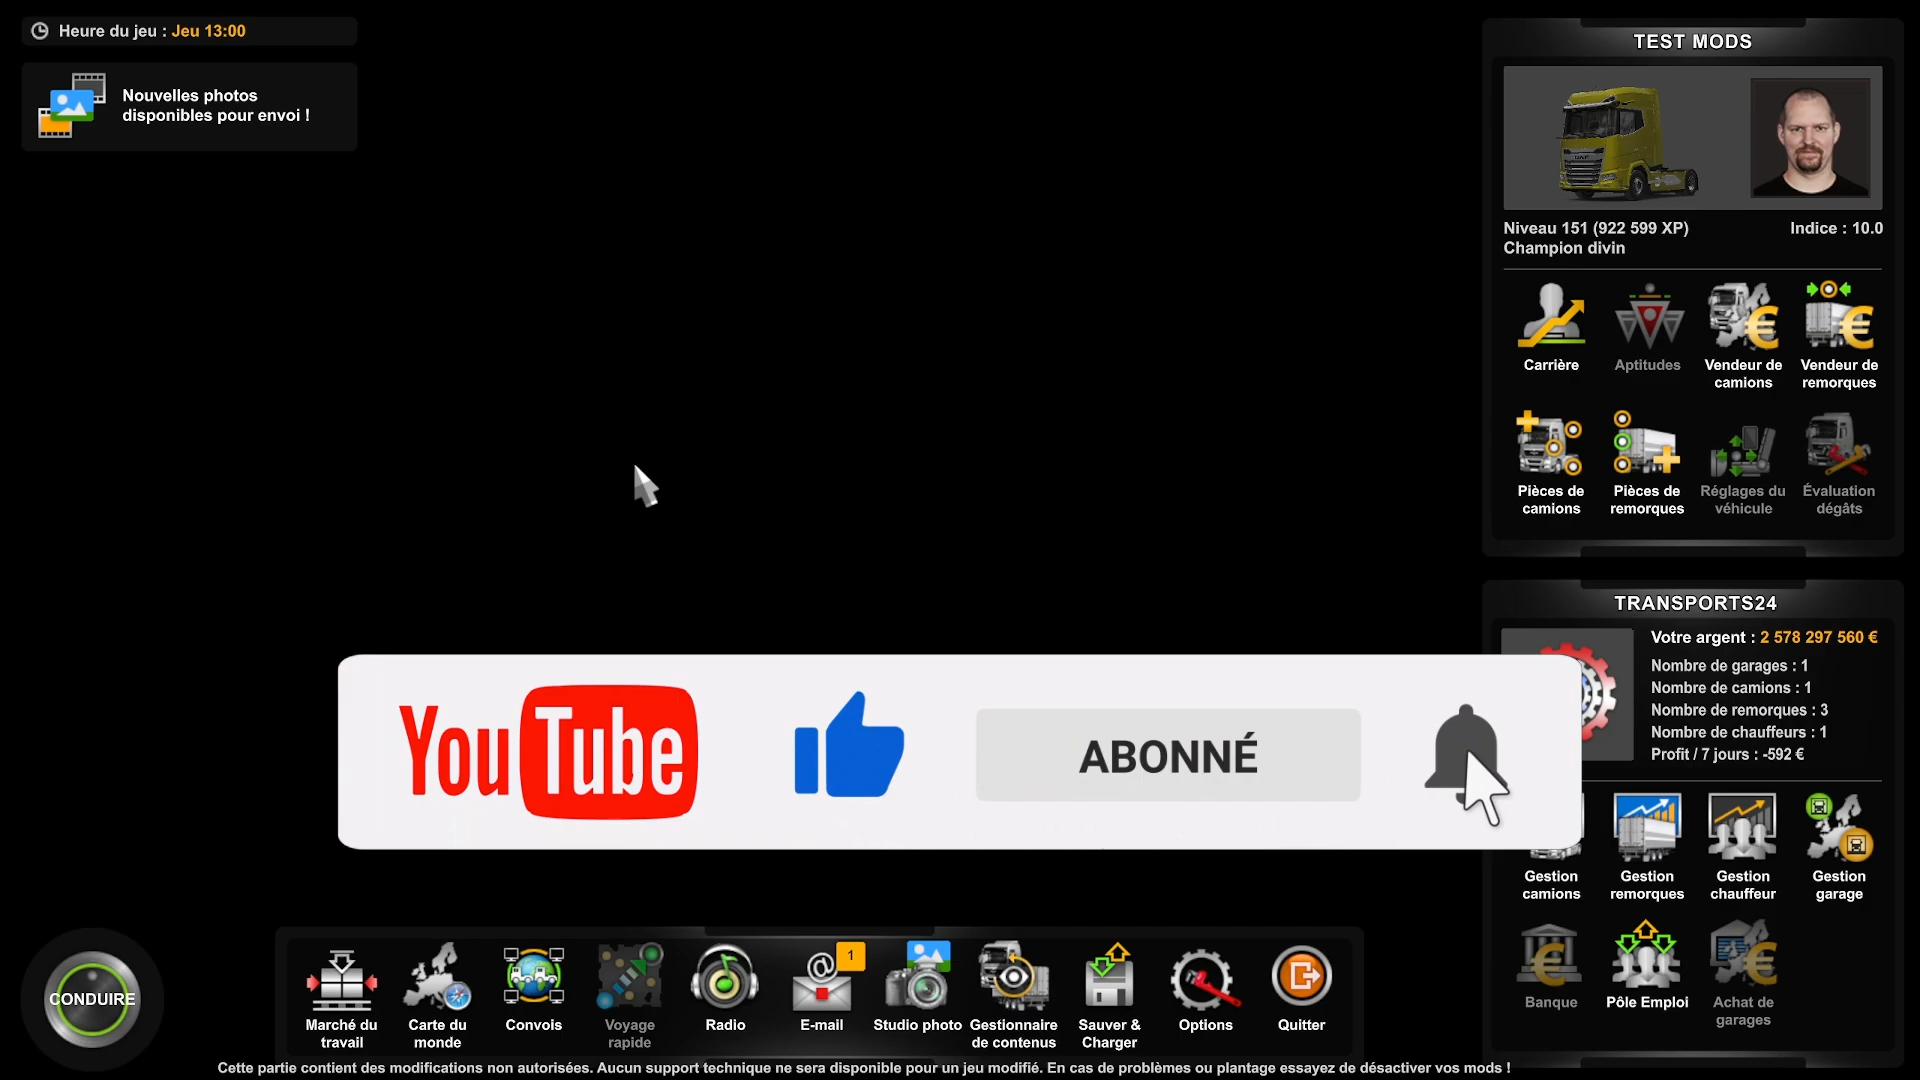 Heure du jeu : Jeu 13:00
Nouvelles photos
disponibles pour envoi !
TEST MODS
DAF
Niveau 151 (922 599 XP)
Indice : 10.0
Champion divin
Carrière
Aptitudes
Vendeur de
camions
Vendeur de
remorques
Pièces de
camions
Pièces de
remorques
Réglages du
véhicule
Évaluation
dégâts
TRANSPORTS24
Votre argent : 2 578 297 560 €
Nombre de garages : 1
Nombre de camions : 1
Nombre de remorques : 3
Nombre de chauffeurs : 1
Profit / 7 jours : -592 €
YouTube
ABONNÉ
Gestion
camions
Gestion
remorques
Gestion
chauffeur
Gestion
garage
Banque
Pôle Emploi
Achat de
garages
CONDUIRE
Marché du
travail
Carte du
monde
Convois
Voyage
rapide
Radio
1
E-mail
Studio photo
Gestionnaire
de contenus
Sauver &
Charger
Options
Quitter
Cette partie contient des modifications non autorisées. Aucun support technique ne sera disponible pour un jeu modifié. En cas de problèmes ou plantage essayez de désactiver vos mods !